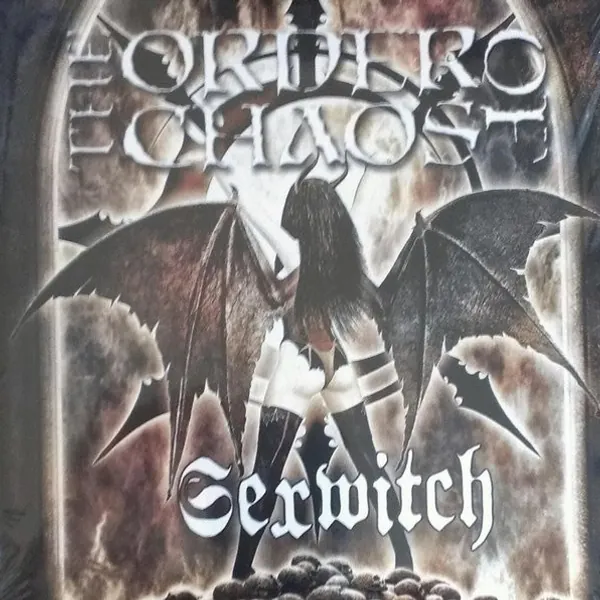 THE
ORDER OF
CHAOS
Sexwitch